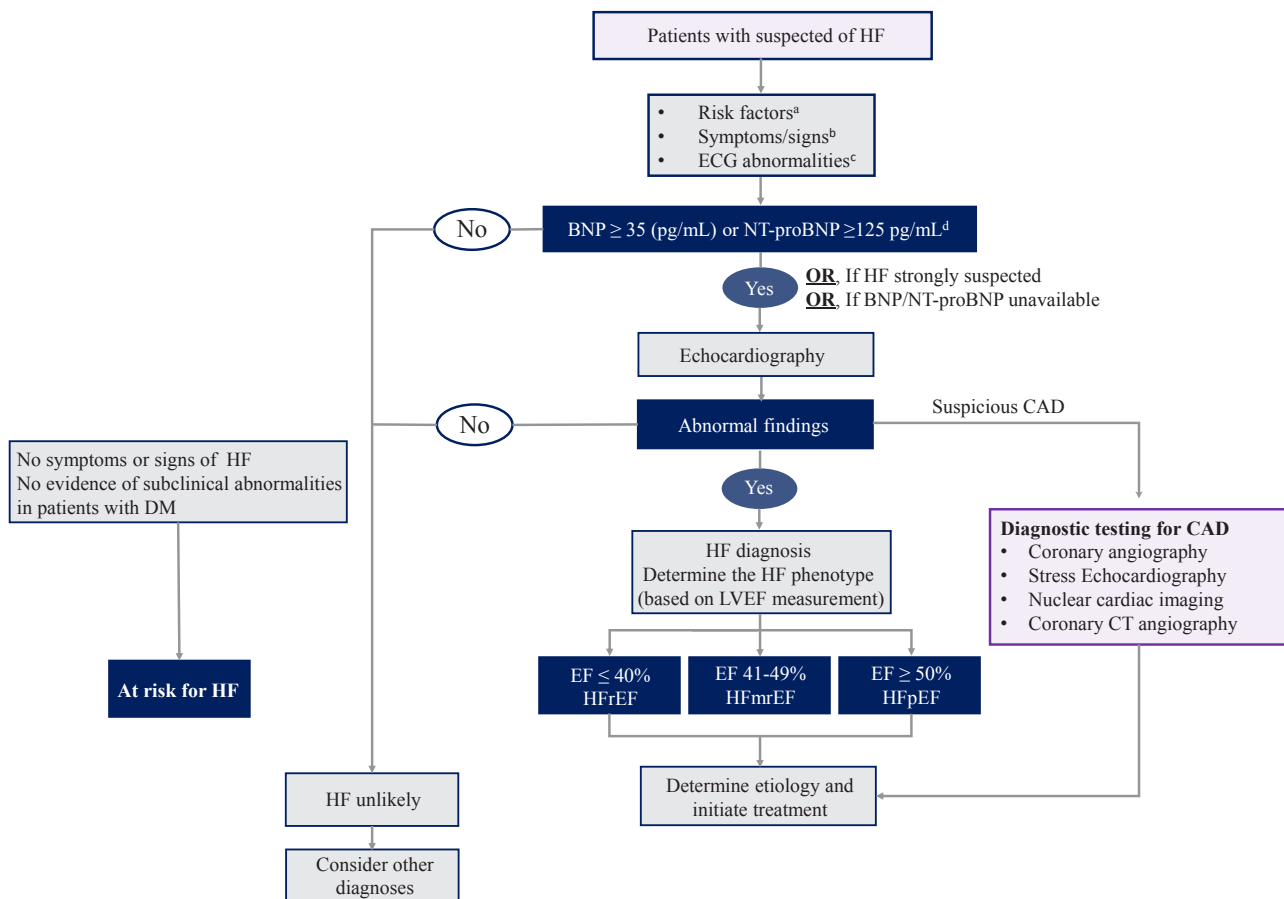 Patients with suspected of HF
• Risk factorsᵃ
• Symptoms/signsᵇ
• ECG abnormalitiesᶜ
No
BNP ≥ 35 (pg/mL) or NT-proBNP ≥125 pg/mLᵈ
Yes
OR, If HF strongly suspected
OR, If BNP/NT-proBNP unavailable
Echocardiography
No
Abnormal findings
Suspicious CAD
No symptoms or signs of HF
No evidence of subclinical abnormalities
in patients with DM
Yes
HF diagnosis
Determine the HF phenotype
(based on LVEF measurement)
Diagnostic testing for CAD
• Coronary angiography
• Stress Echocardiography
• Nuclear cardiac imaging
• Coronary CT angiography
At risk for HF
EF ≤ 40%
HFrEF
EF 41-49%
HFmrEF
EF ≥ 50%
HFpEF
HF unlikely
Determine etiology and
initiate treatment
Consider other
diagnoses